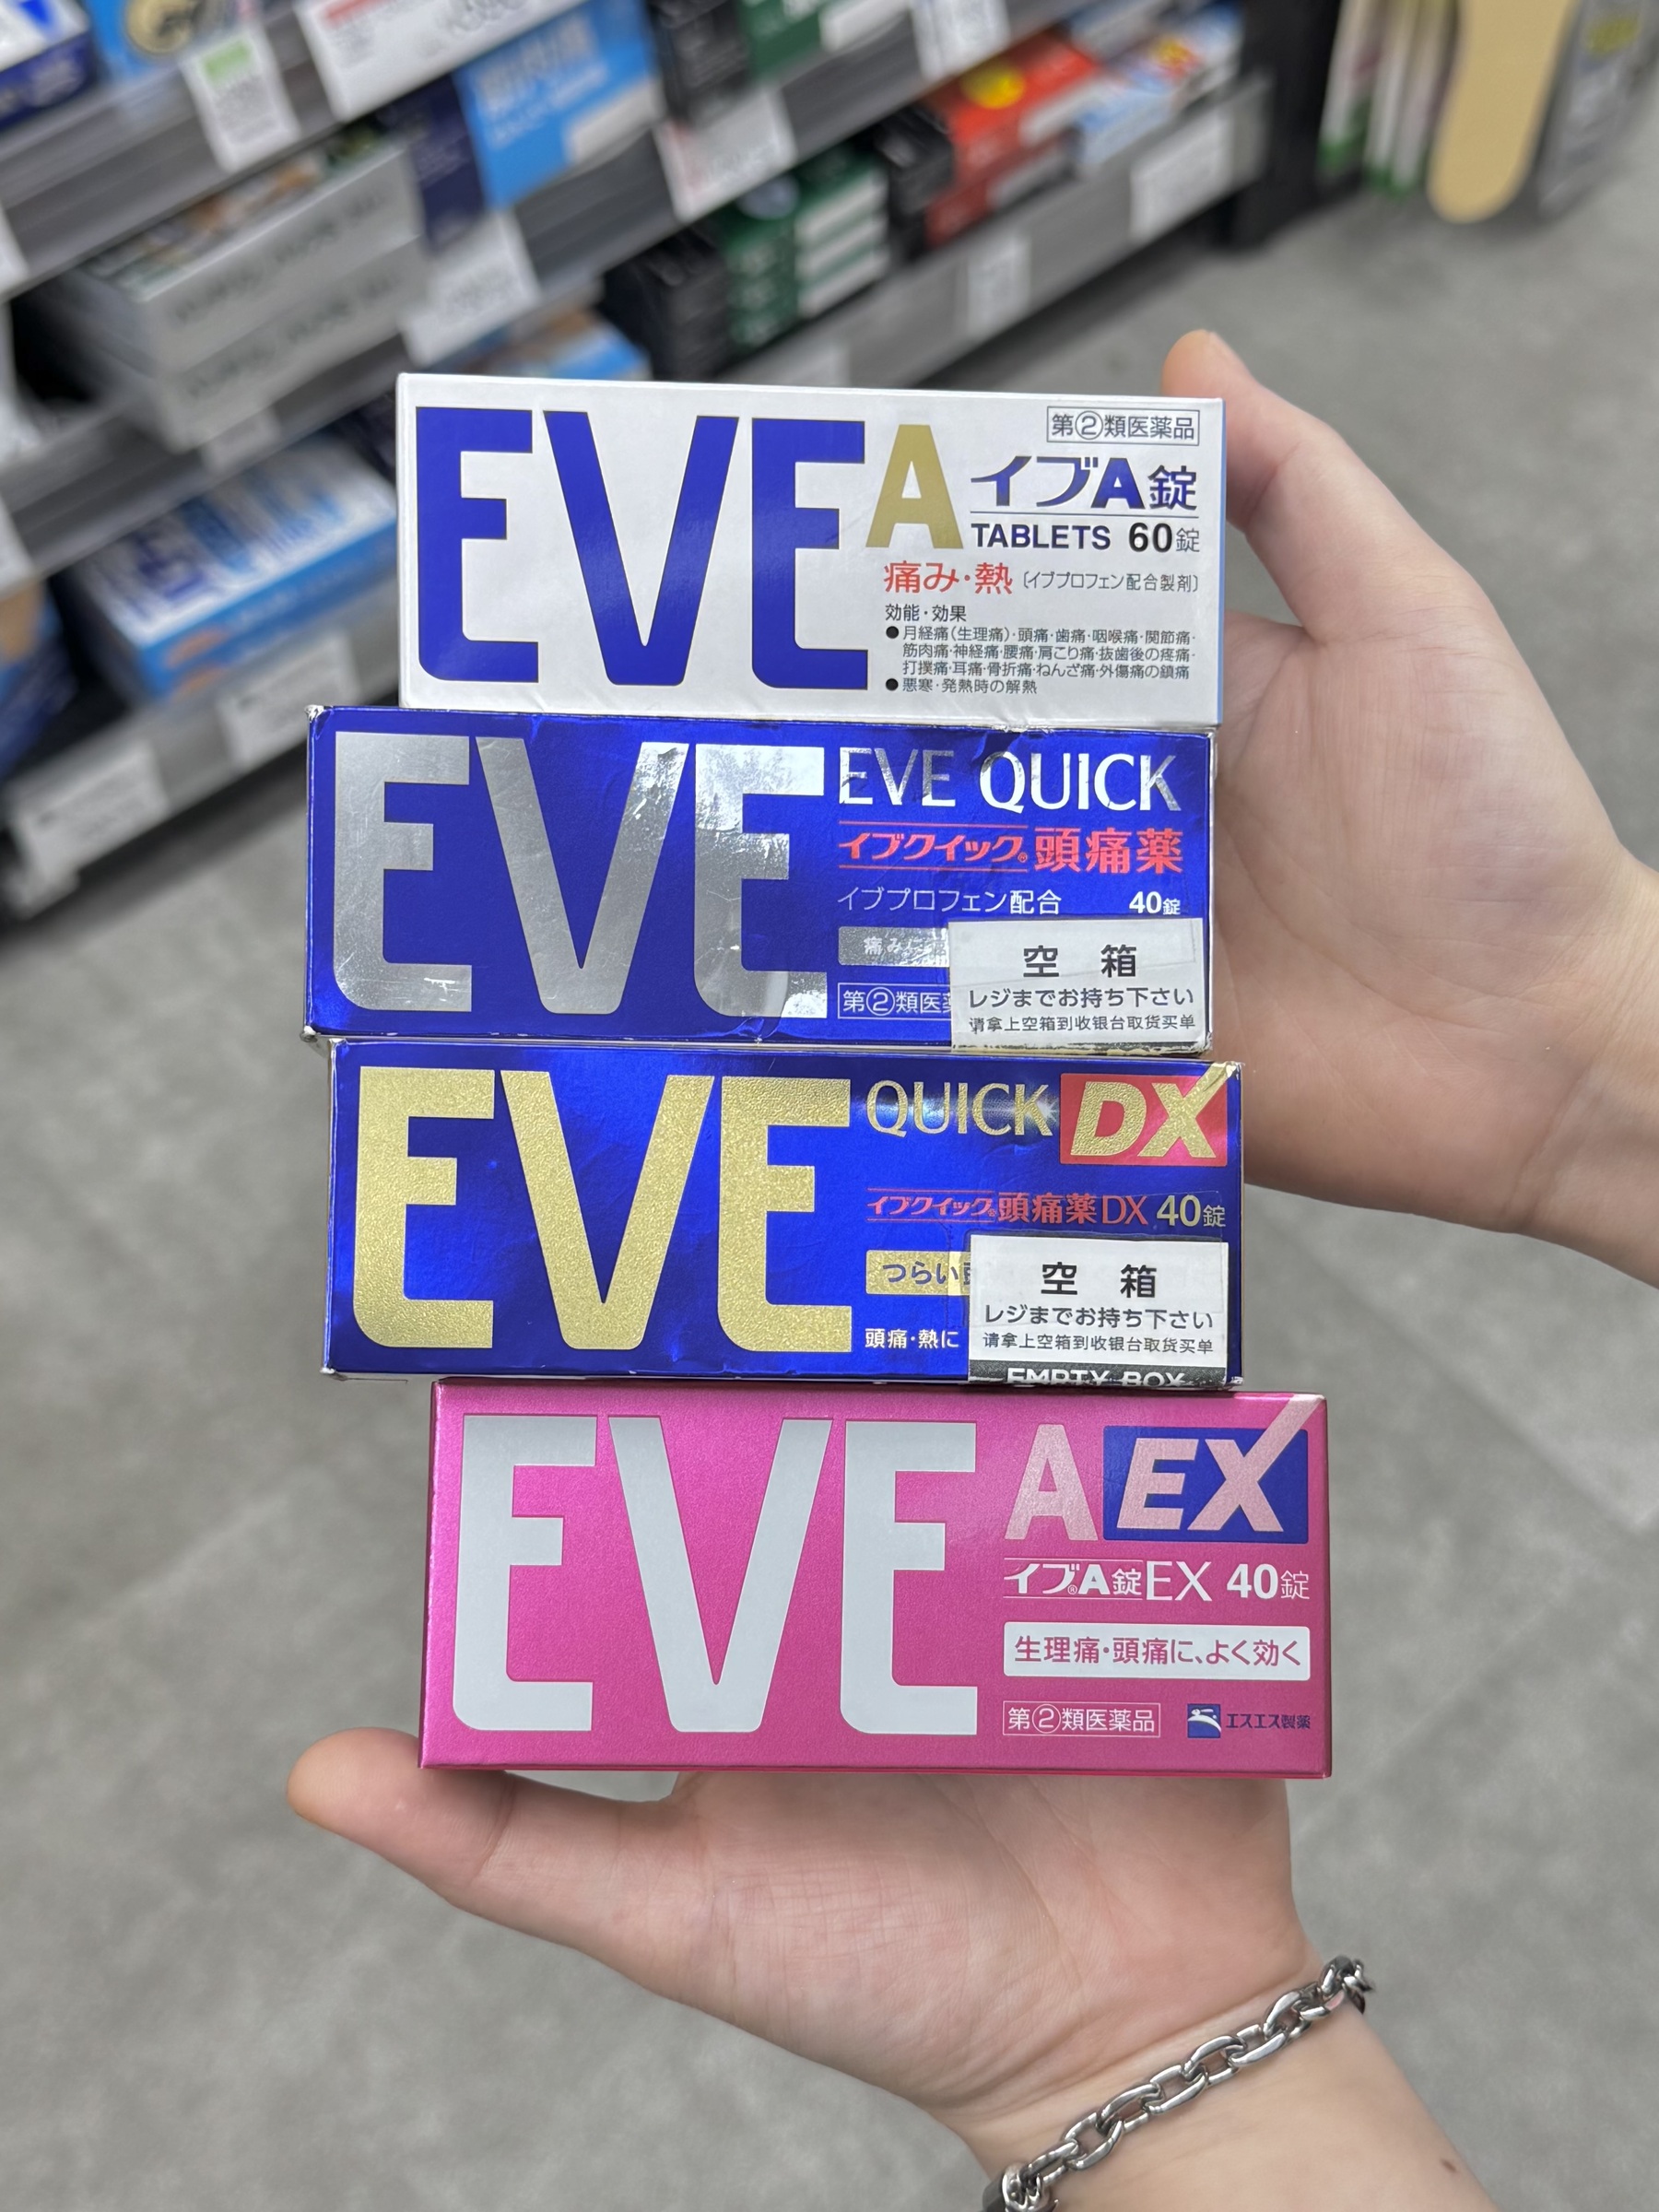 EVE A
第②類医薬品
イブA錠
TABLETS 60錠
痛み・熱〔イブプロフェン配合製剤〕
効能・効果
●月経痛(生理痛)・頭痛・歯痛・咽喉痛・関節痛・
筋肉痛・神経痛・腰痛・肩こり痛・抜歯後の疼痛・
打撲痛・耳痛・骨折痛・ねんざ痛・外傷痛の鎮痛
●悪寒・発熱時の解熱
EVE
EVE QUICK
イブクイック®頭痛薬
イブプロフェン配合 40錠
痛みに
第②類医薬
空 箱
レジまでお持ち下さい
请拿上空箱到收银台取货买单
EVE
QUICK DX
イブクイック®頭痛薬DX 40錠
つらい
頭痛・熱に
空 箱
レジまでお持ち下さい
请拿上空箱到收银台取货买单
EMPTY BOX
EVE A EX
イブ®A錠EX 40錠
生理痛・頭痛に、よく効く
第②類医薬品
エスエス製薬